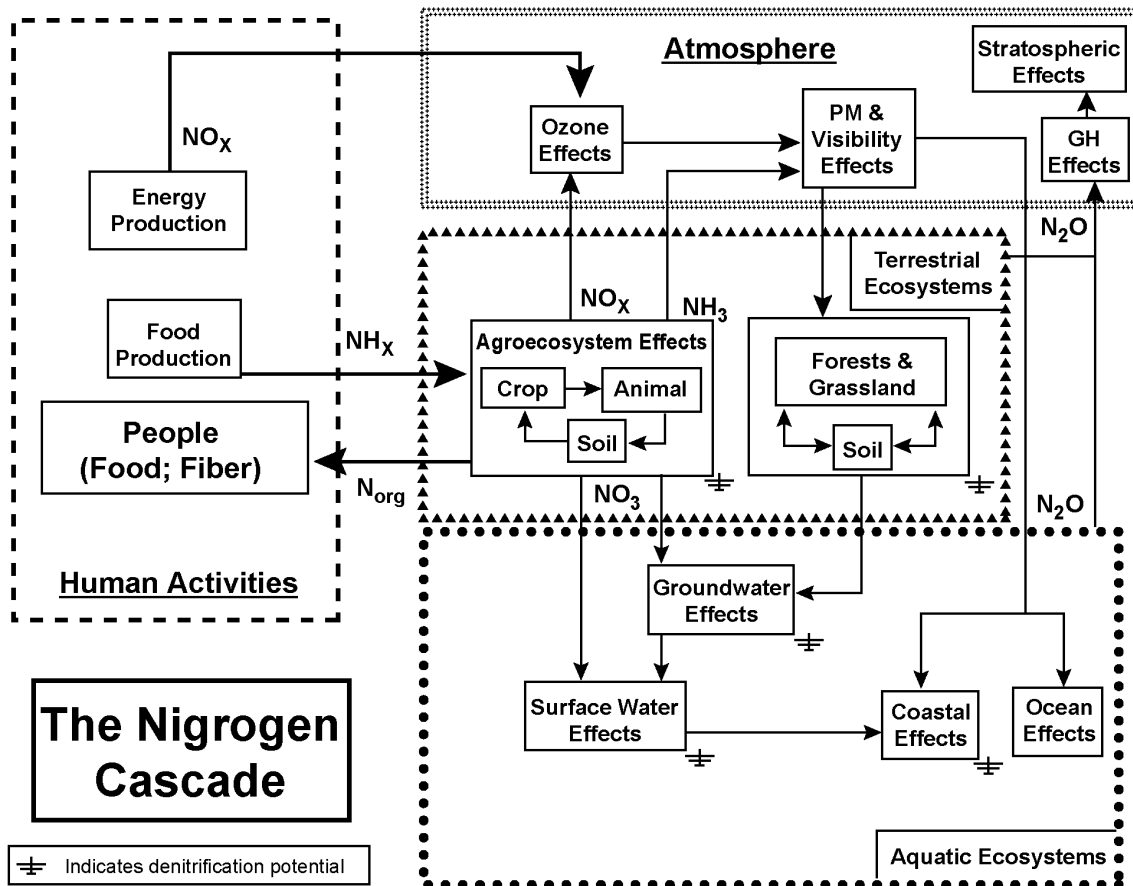 Atmosphere
Stratospheric
Effects
NOX
Ozone
Effects
PM &
Visibility
Effects
GH
Effects
Energy
Production
N2O
Terrestrial
Ecosystems
NOX
NH3
Food
Production
NHX
Agroecosystem Effects
Crop
Animal
Soil
Forests &
Grassland
Soil
People
(Food; Fiber)
Norg
NO3
N2O
Human Activities
Groundwater
Effects
Surface Water
Effects
Coastal
Effects
Ocean
Effects
The Nigrogen
Cascade
Indicates denitrification potential
Aquatic Ecosystems